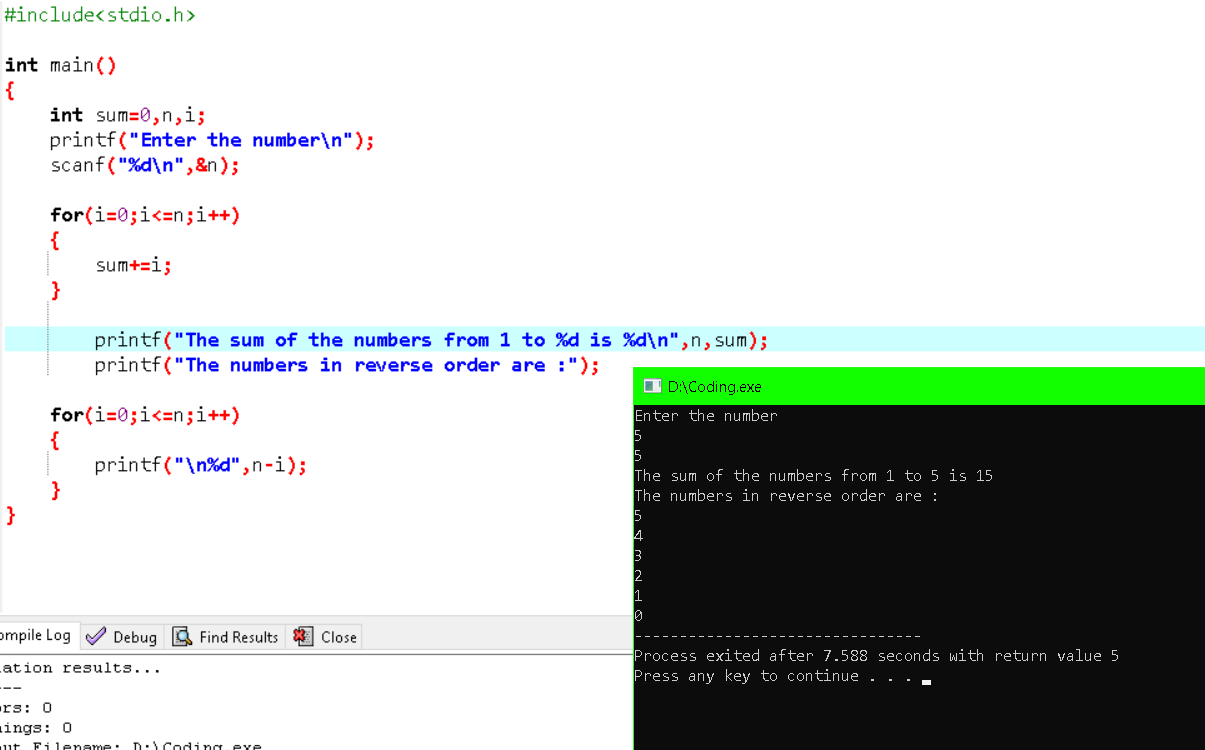 #include<stdio.h>
int main()
{
int sum=0,n,i;
printf("Enter the number\n");
scanf("%d\n",&n);
for(i=0;i<=n;i++)
{
sum+=i;
}
printf("The sum of the numbers from 1 to %d is %d\n",n,sum);
printf("The numbers in reverse order are :");
for(i=0;i<=n;i++)
{
printf("\n%d",n-i);
}
}
D:\Coding.exe
Enter the number
5
5
The sum of the numbers from 1 to 5 is 15
The numbers in reverse order are :
5
4
3
2
1
0
--------------------------------
Process exited after 7.588 seconds with return value 5
Press any key to continue . . .
ompile Log Debug Find Results Close
lation results...
---
ors: 0
nings: 0
out Filename: D:\Coding.exe